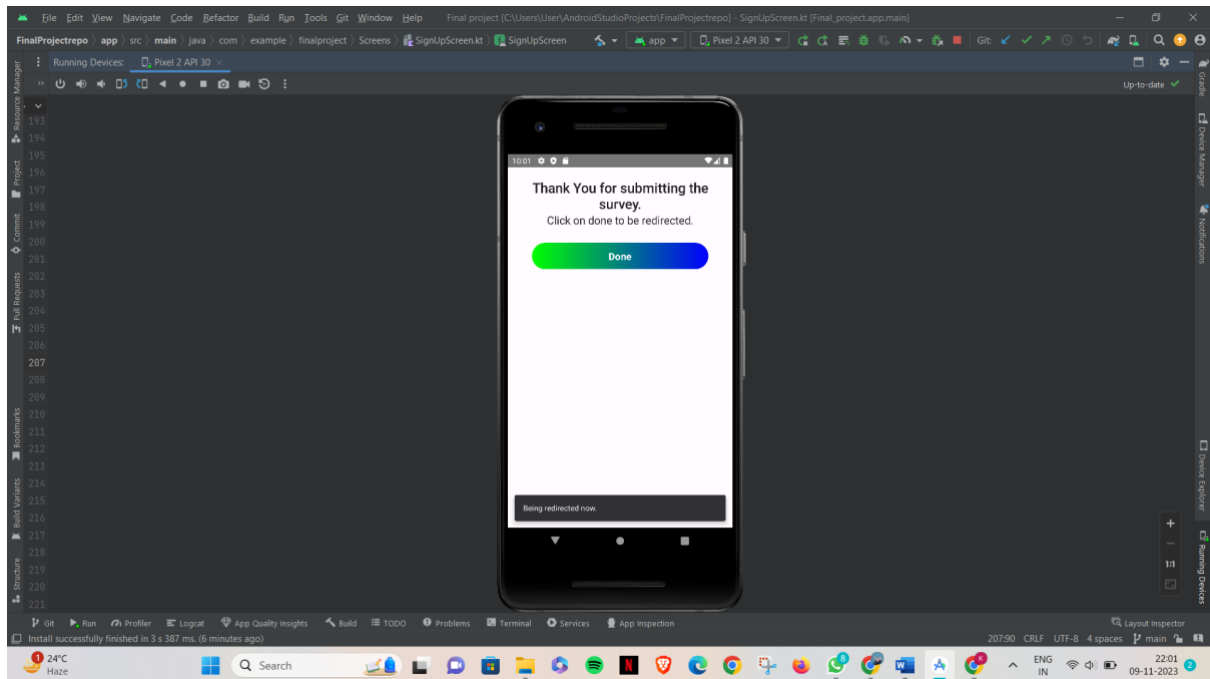 File Edit View Navigate Code Refactor Build Run Tools Git Window Help Final project [C:\Users\User\AndroidStudioProjects\FinalProjectrepo] - SignUpScreen.kt [Final_project.app.main]
FinalProjectrepo app src main java com example finalproject Screens SignUpScreen.kt SignUpScreen app Pixel 2 API 30 Git:
Running Devices: Pixel 2 API 30
Up-to-date
Resource Manager
Project
Commit
Pull Requests
Bookmarks
Build Variants
Structure
193
194
195
196
197
198
199
200
201
202
203
204
205
206
207
208
209
210
211
212
213
214
215
216
217
218
219
220
221
10:01
Thank You for submitting the
survey.
Click on done to be redirected.
Done
Being redirected now.
1:1
Gradle
Device Manager
Notifications
Device Explorer
Running Devices
Git Run Profiler Logcat App Quality Insights Build TODO Problems Terminal Services App Inspection Layout Inspector
Install successfully finished in 3 s 387 ms. (6 minutes ago) 207:90 CRLF UTF-8 4 spaces main
1 24°C
Haze
Search
N
8
K
ENG
IN
22:01
09-11-2023
2